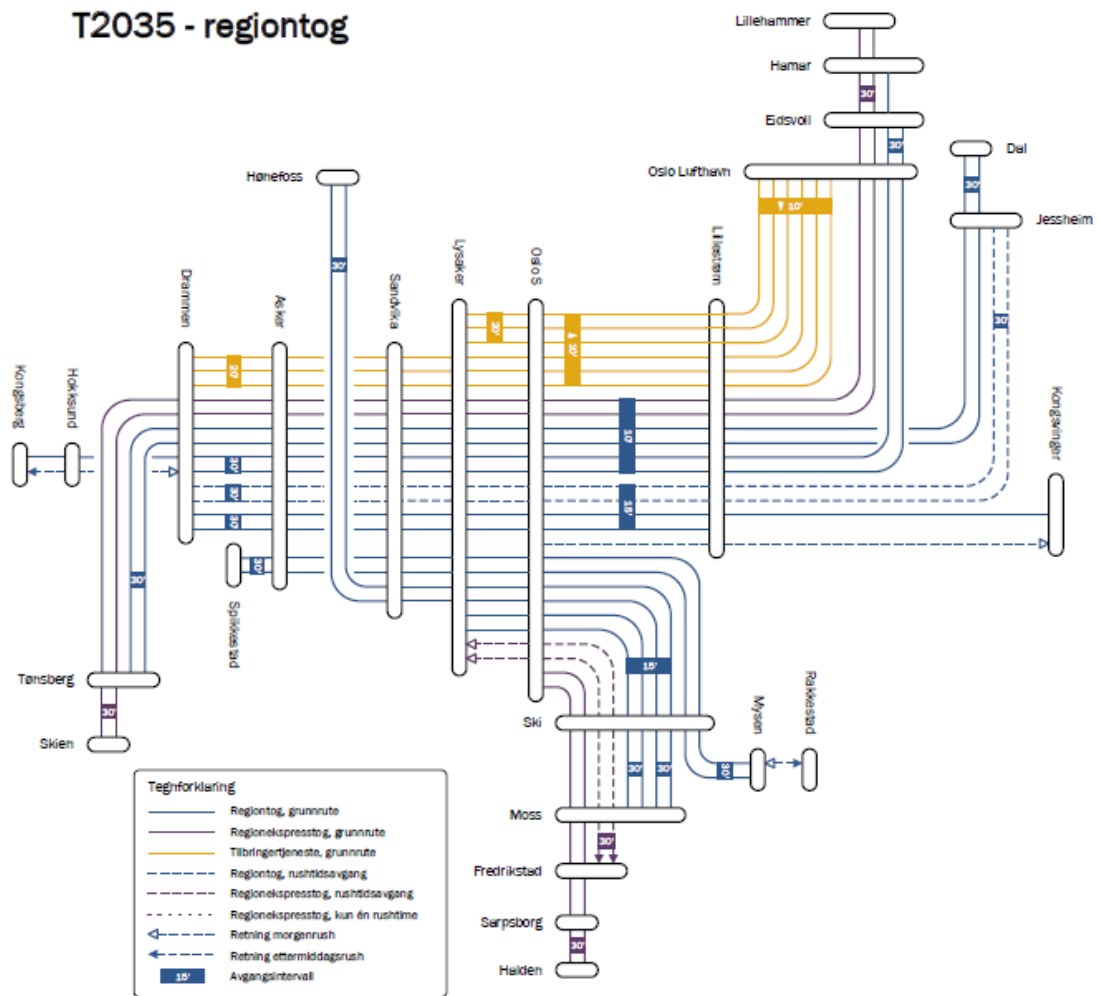 T2035 - regiontog
Lillehammer
Hamar
30'
Eidsvoll
30'
Dal
Oslo Lufthavn
Hønefoss
30'
10'
Jessheim
30'
Drammen
Asker
Sandvika
Lysaker
Oslo S
Lillestrøm
30'
20'
10'
20'
Kongsberg
Hokksund
10'
Kongsvinger
30'
30'
15'
30'
Spikkestad
30'
30'
15'
Tønsberg
30'
Skien
Ski
Mysen
Rakkestad
30'
30'
30'
Moss
30'
Fredrikstad
Sarpsborg
30'
Halden
Tegnforklaring
Regiontog, grunnrute
Regionekspresstog, grunnrute
Tilbringertjeneste, grunnrute
Regiontog, rushtidsavgang
Regionekspresstog, rushtidsavgang
Regionekspresstog, kun én rushtime
Retning morgenrush
Retning ettermiddagsrush
15' Avgangsintervall